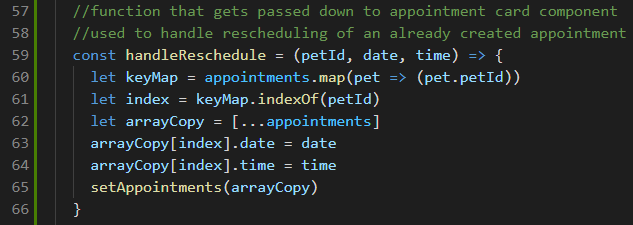 57 //function that gets passed down to appointment card component
58 //used to handle rescheduling of an already created appointment
59 const handleReschedule = (petId, date, time) => {
60 let keyMap = appointments.map(pet => (pet.petId))
61 let index = keyMap.indexOf(petId)
62 let arrayCopy = [...appointments]
63 arrayCopy[index].date = date
64 arrayCopy[index].time = time
65 setAppointments(arrayCopy)
66 }